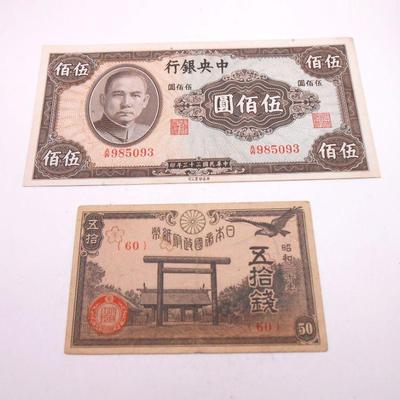 中央銀行
伍佰
伍佰
伍佰圓
伍佰圓
伍佰圓
985093
985093
伍佰
伍佰
中華民國三十三年印
日本帝國政府紙幣
五拾
昭和
{60}
五拾錢
{60}
50